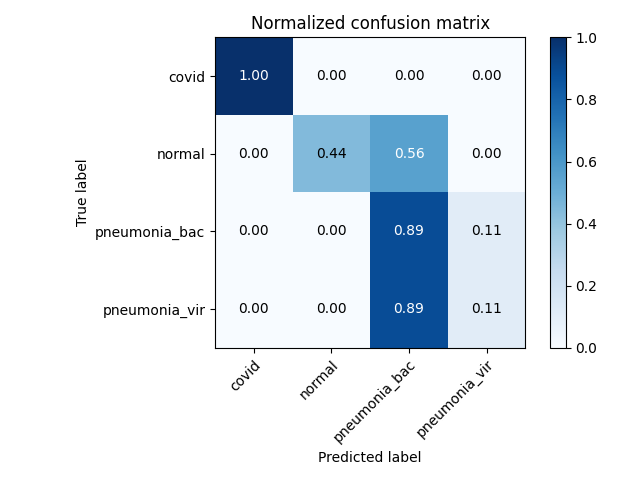 Normalized confusion matrix
covid 1.00 0.00 0.00 0.00
normal 0.00 0.44 0.56 0.00
pneumonia_bac 0.00 0.00 0.89 0.11
pneumonia_vir 0.00 0.00 0.89 0.11
True label
covid normal pneumonia_bac pneumonia_vir
Predicted label
1.0
0.8
0.6
0.4
0.2
0.0